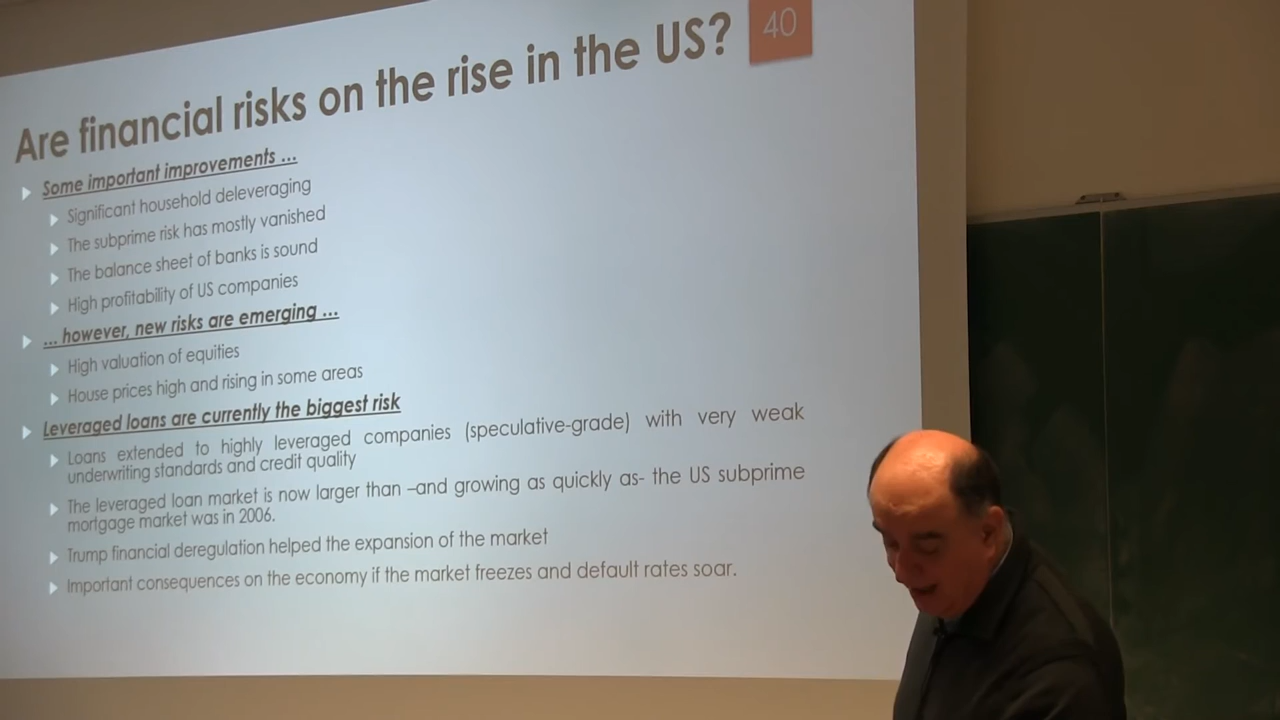 Are financial risks on the rise in the US?
40
Some important improvements ...
Significant household deleveraging
The subprime risk has mostly vanished
The balance sheet of banks is sound
High profitability of US companies
... however, new risks are emerging ...
High valuation of equities
House prices high and rising in some areas
Leveraged loans are currently the biggest risk
Loans extended to highly leveraged companies (speculative-grade) with very weak
underwriting standards and credit quality
The leveraged loan market is now larger than –and growing as quickly as- the US subprime
mortgage market was in 2006.
Trump financial deregulation helped the expansion of the market
Important consequences on the economy if the market freezes and default rates soar.